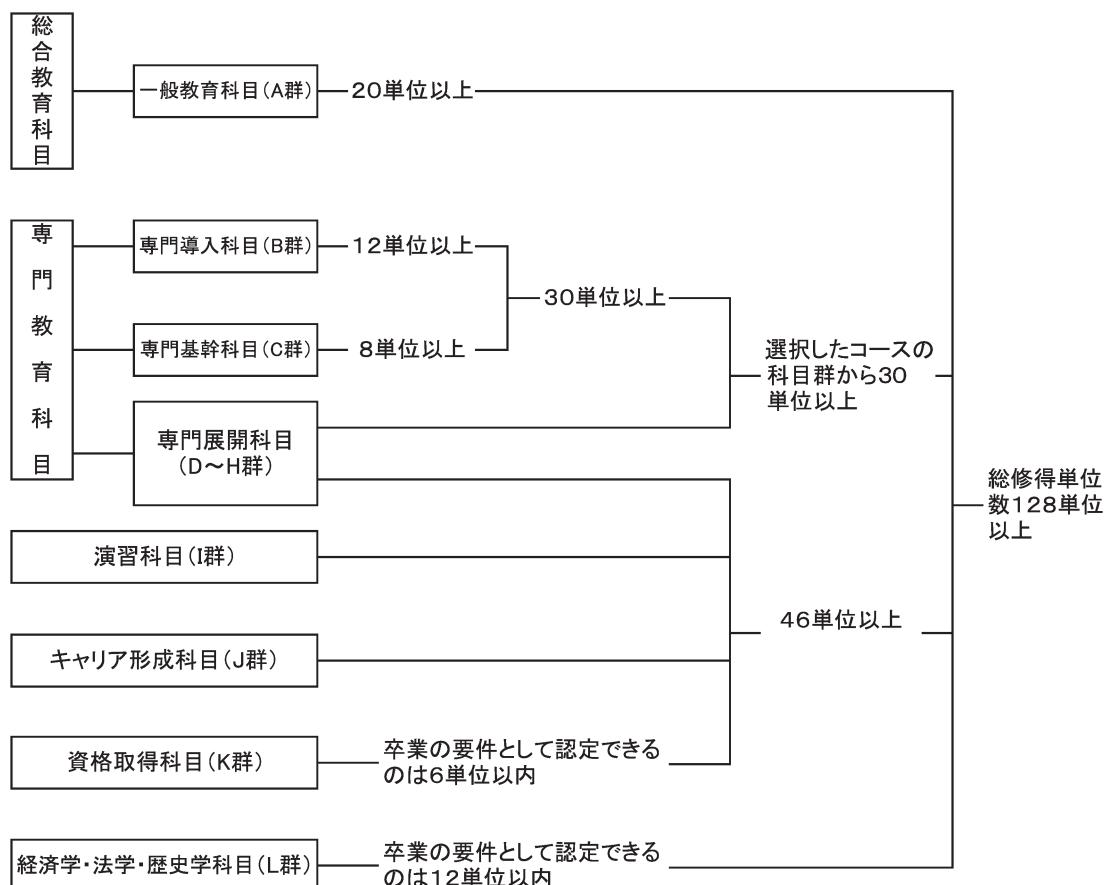 総合教育科目
一般教育科目(A群)
20単位以上
専門教育科目
専門導入科目(B群)
12単位以上
30単位以上
専門基幹科目(C群)
8単位以上
選択したコースの
科目群から30
単位以上
専門展開科目
(D〜H群)
総修得単位
数128単位
以上
演習科目(I群)
46単位以上
キャリア形成科目(J群)
資格取得科目(K群)
卒業の要件として認定できる
のは6単位以内
経済学・法学・歴史学科目(L群)
卒業の要件として認定できる
のは12単位以内